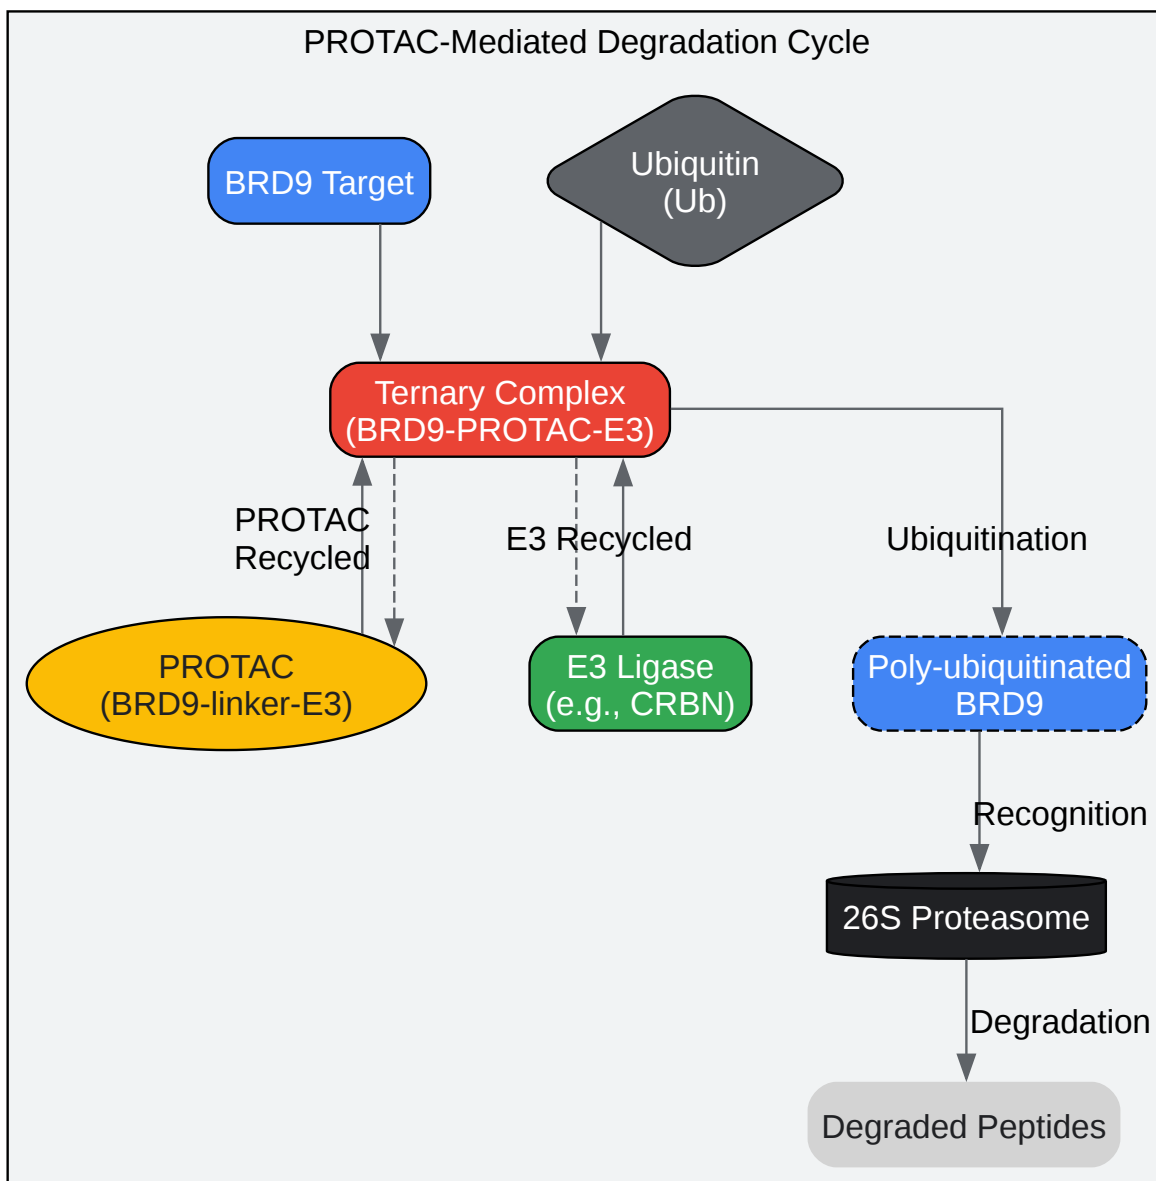 PROTAC-Mediated Degradation Cycle
BRD9 Target
Ubiquitin
(Ub)
Ternary Complex
(BRD9-PROTAC-E3)
PROTAC
Recycled
E3 Recycled
Ubiquitination
PROTAC
(BRD9-linker-E3)
E3 Ligase
(e.g., CRBN)
Poly-ubiquitinated
BRD9
Recognition
26S Proteasome
Degradation
Degraded Peptides